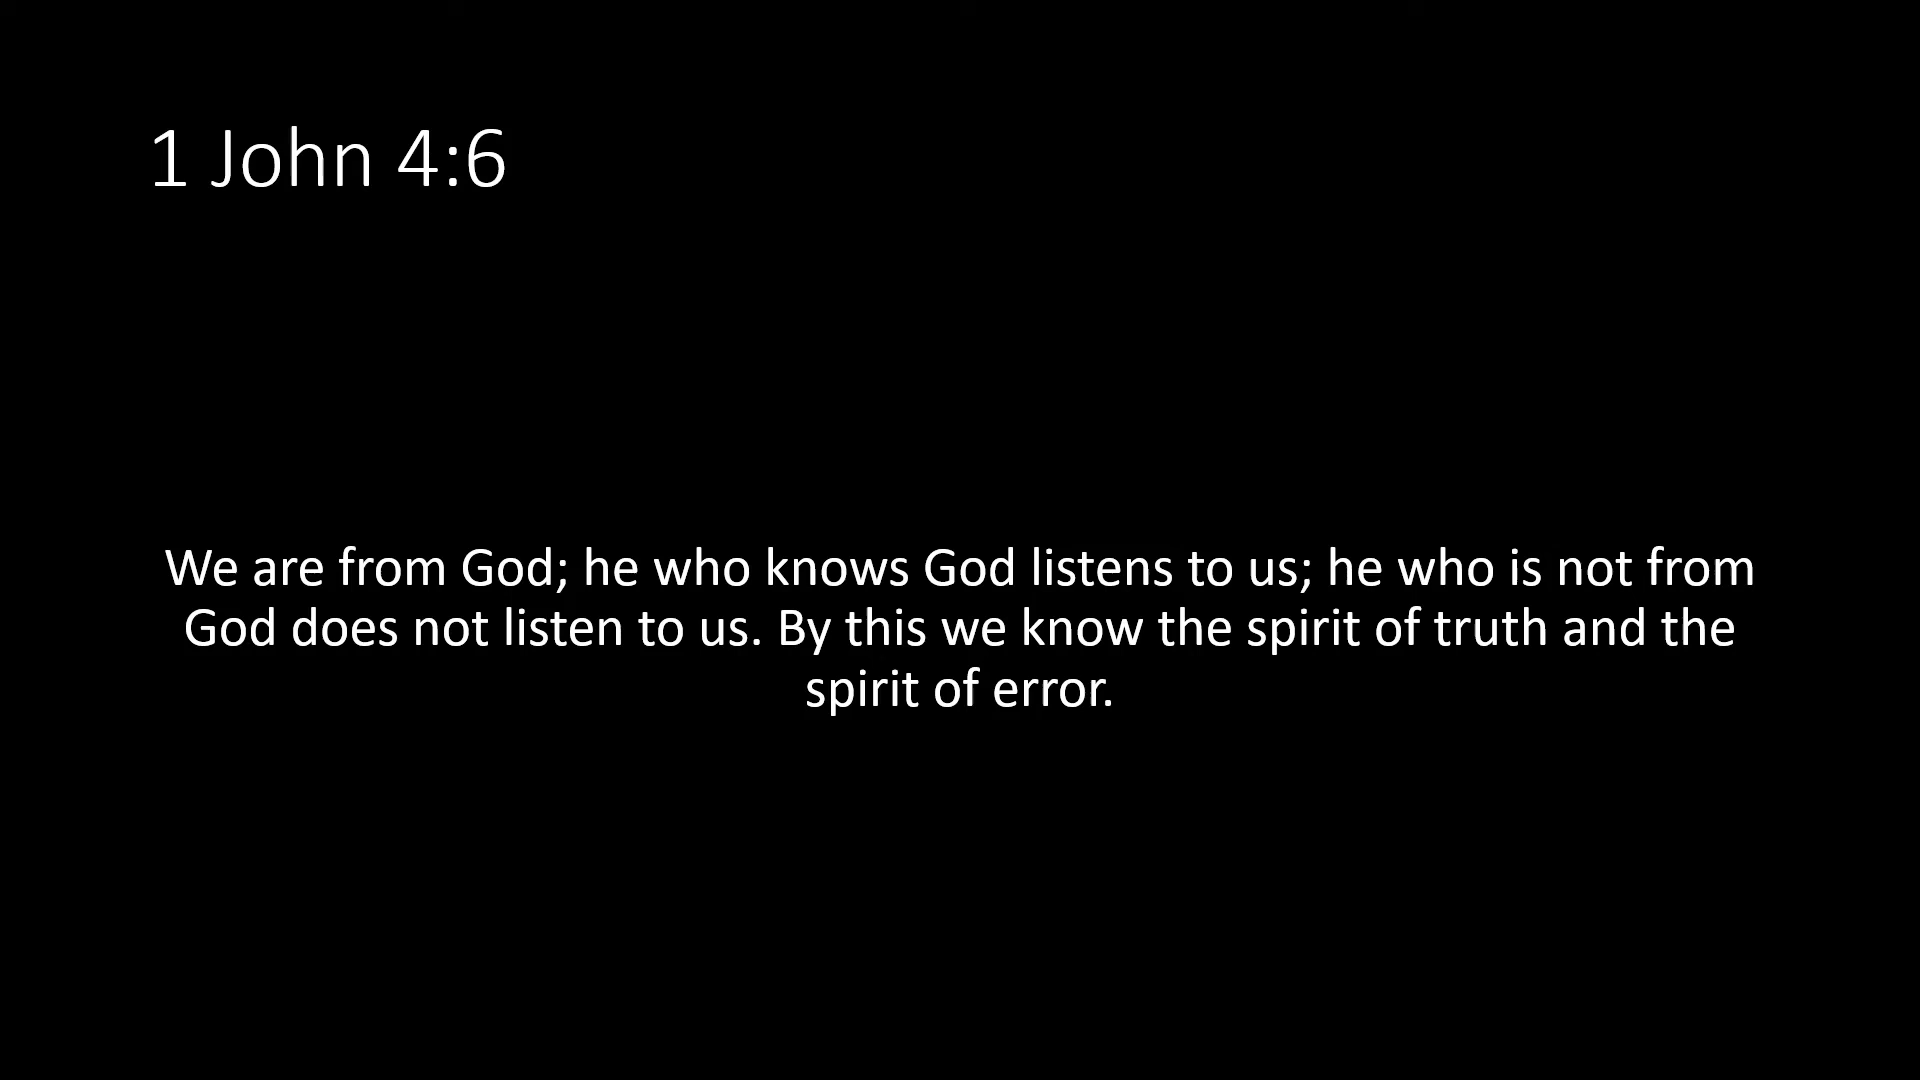 1 John 4:6
We are from God; he who knows God listens to us; he who is not from
God does not listen to us. By this we know the spirit of truth and the
spirit of error.